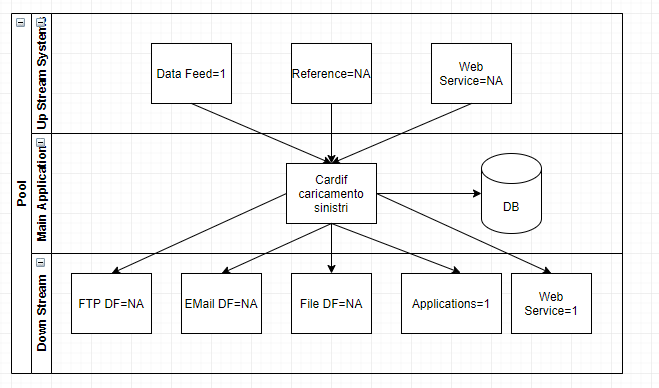 Pool
Up Stream Systems
Data Feed=1
Reference=NA
Web
Service=NA
Main Application
Cardif
caricamento
sinistri
DB
Down Stream
FTP DF=NA
EMail DF=NA
File DF=NA
Applications=1
Web
Service=1